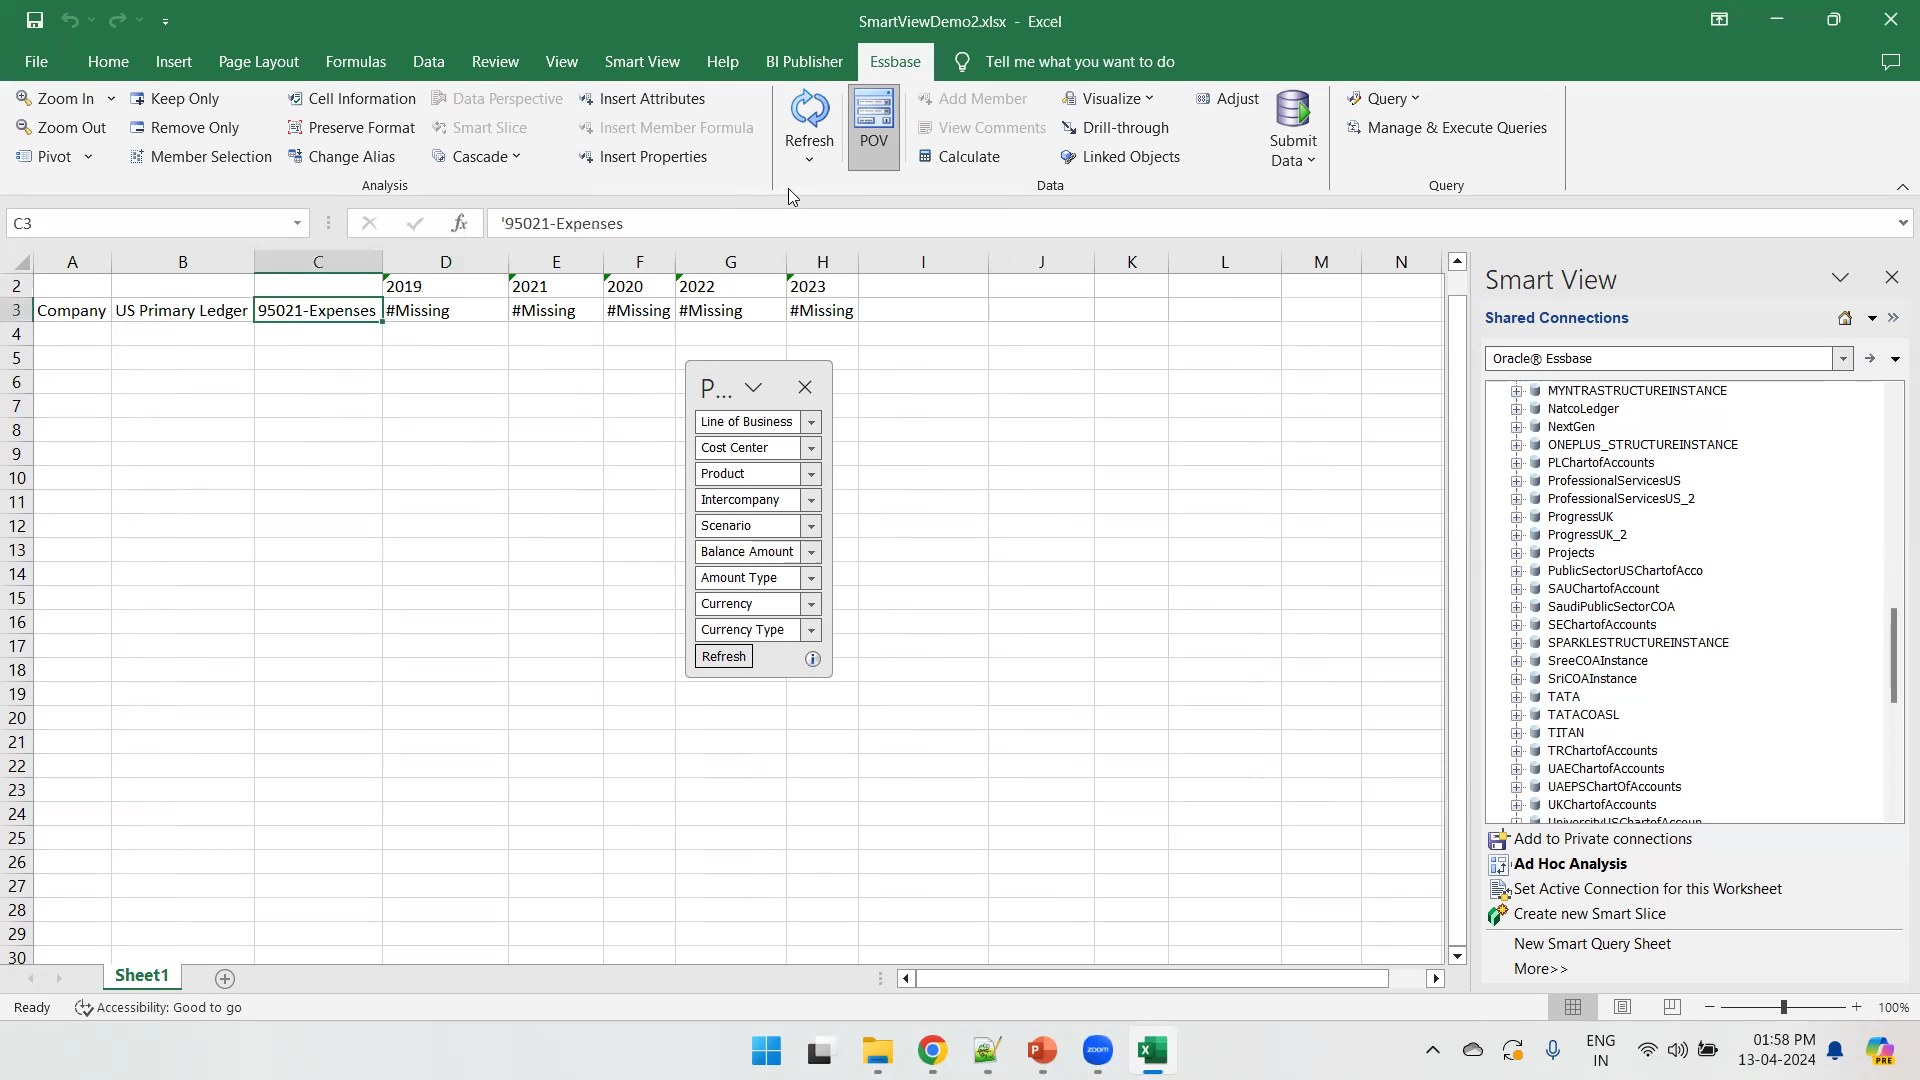 SmartViewDemo2.xlsx - Excel
File Home Insert Page Layout Formulas Data Review View Smart View Help BI Publisher Essbase Tell me what you want to do
Zoom In Keep Only Cell Information Data Perspective Insert Attributes Refresh POV Add Member Visualize Adjust Submit Data Query
Zoom Out Remove Only Preserve Format Smart Slice Insert Member Formula View Comments Drill-through Manage & Execute Queries
Pivot Member Selection Change Alias Cascade Insert Properties Calculate Linked Objects
Analysis Data Query
C3 fx '95021-Expenses
A B C D E F G H I J K L M N
2 2019 2021 2020 2022 2023
3 Company US Primary Ledger 95021-Expenses #Missing #Missing #Missing #Missing #Missing
4
5
6
7
8
9
10
11
12
13
14
15
16
17
18
19
20
21
22
23
24
25
26
27
28
29
30
P...
Line of Business
Cost Center
Product
Intercompany
Scenario
Balance Amount
Amount Type
Currency
Currency Type
Refresh
Smart View
Shared Connections
Oracle® Essbase
MYNTRASTRUCTUREINSTANCE
NatcoLedger
NextGen
ONEPLUS_STRUCTUREINSTANCE
PLChartofAccounts
ProfessionalServicesUS
ProfessionalServicesUS_2
ProgressUK
ProgressUK_2
Projects
PublicSectorUSChartofAcco
SAUChartofAccount
SaudiPublicSectorCOA
SEChartofAccounts
SPARKLESTRUCTUREINSTANCE
SreeCOAInstance
SriCOAInstance
TATA
TATACOASL
TITAN
TRChartofAccounts
UAEChartofAccounts
UAEPSChartOfAccounts
UKChartofAccounts
UniversityUSChartofAccoun
Add to Private connections
Ad Hoc Analysis
Set Active Connection for this Worksheet
Create new Smart Slice
New Smart Query Sheet
More>>
Sheet1
Ready Accessibility: Good to go 100%
zoom
ENG
IN
01:58 PM
13-04-2024
PRE